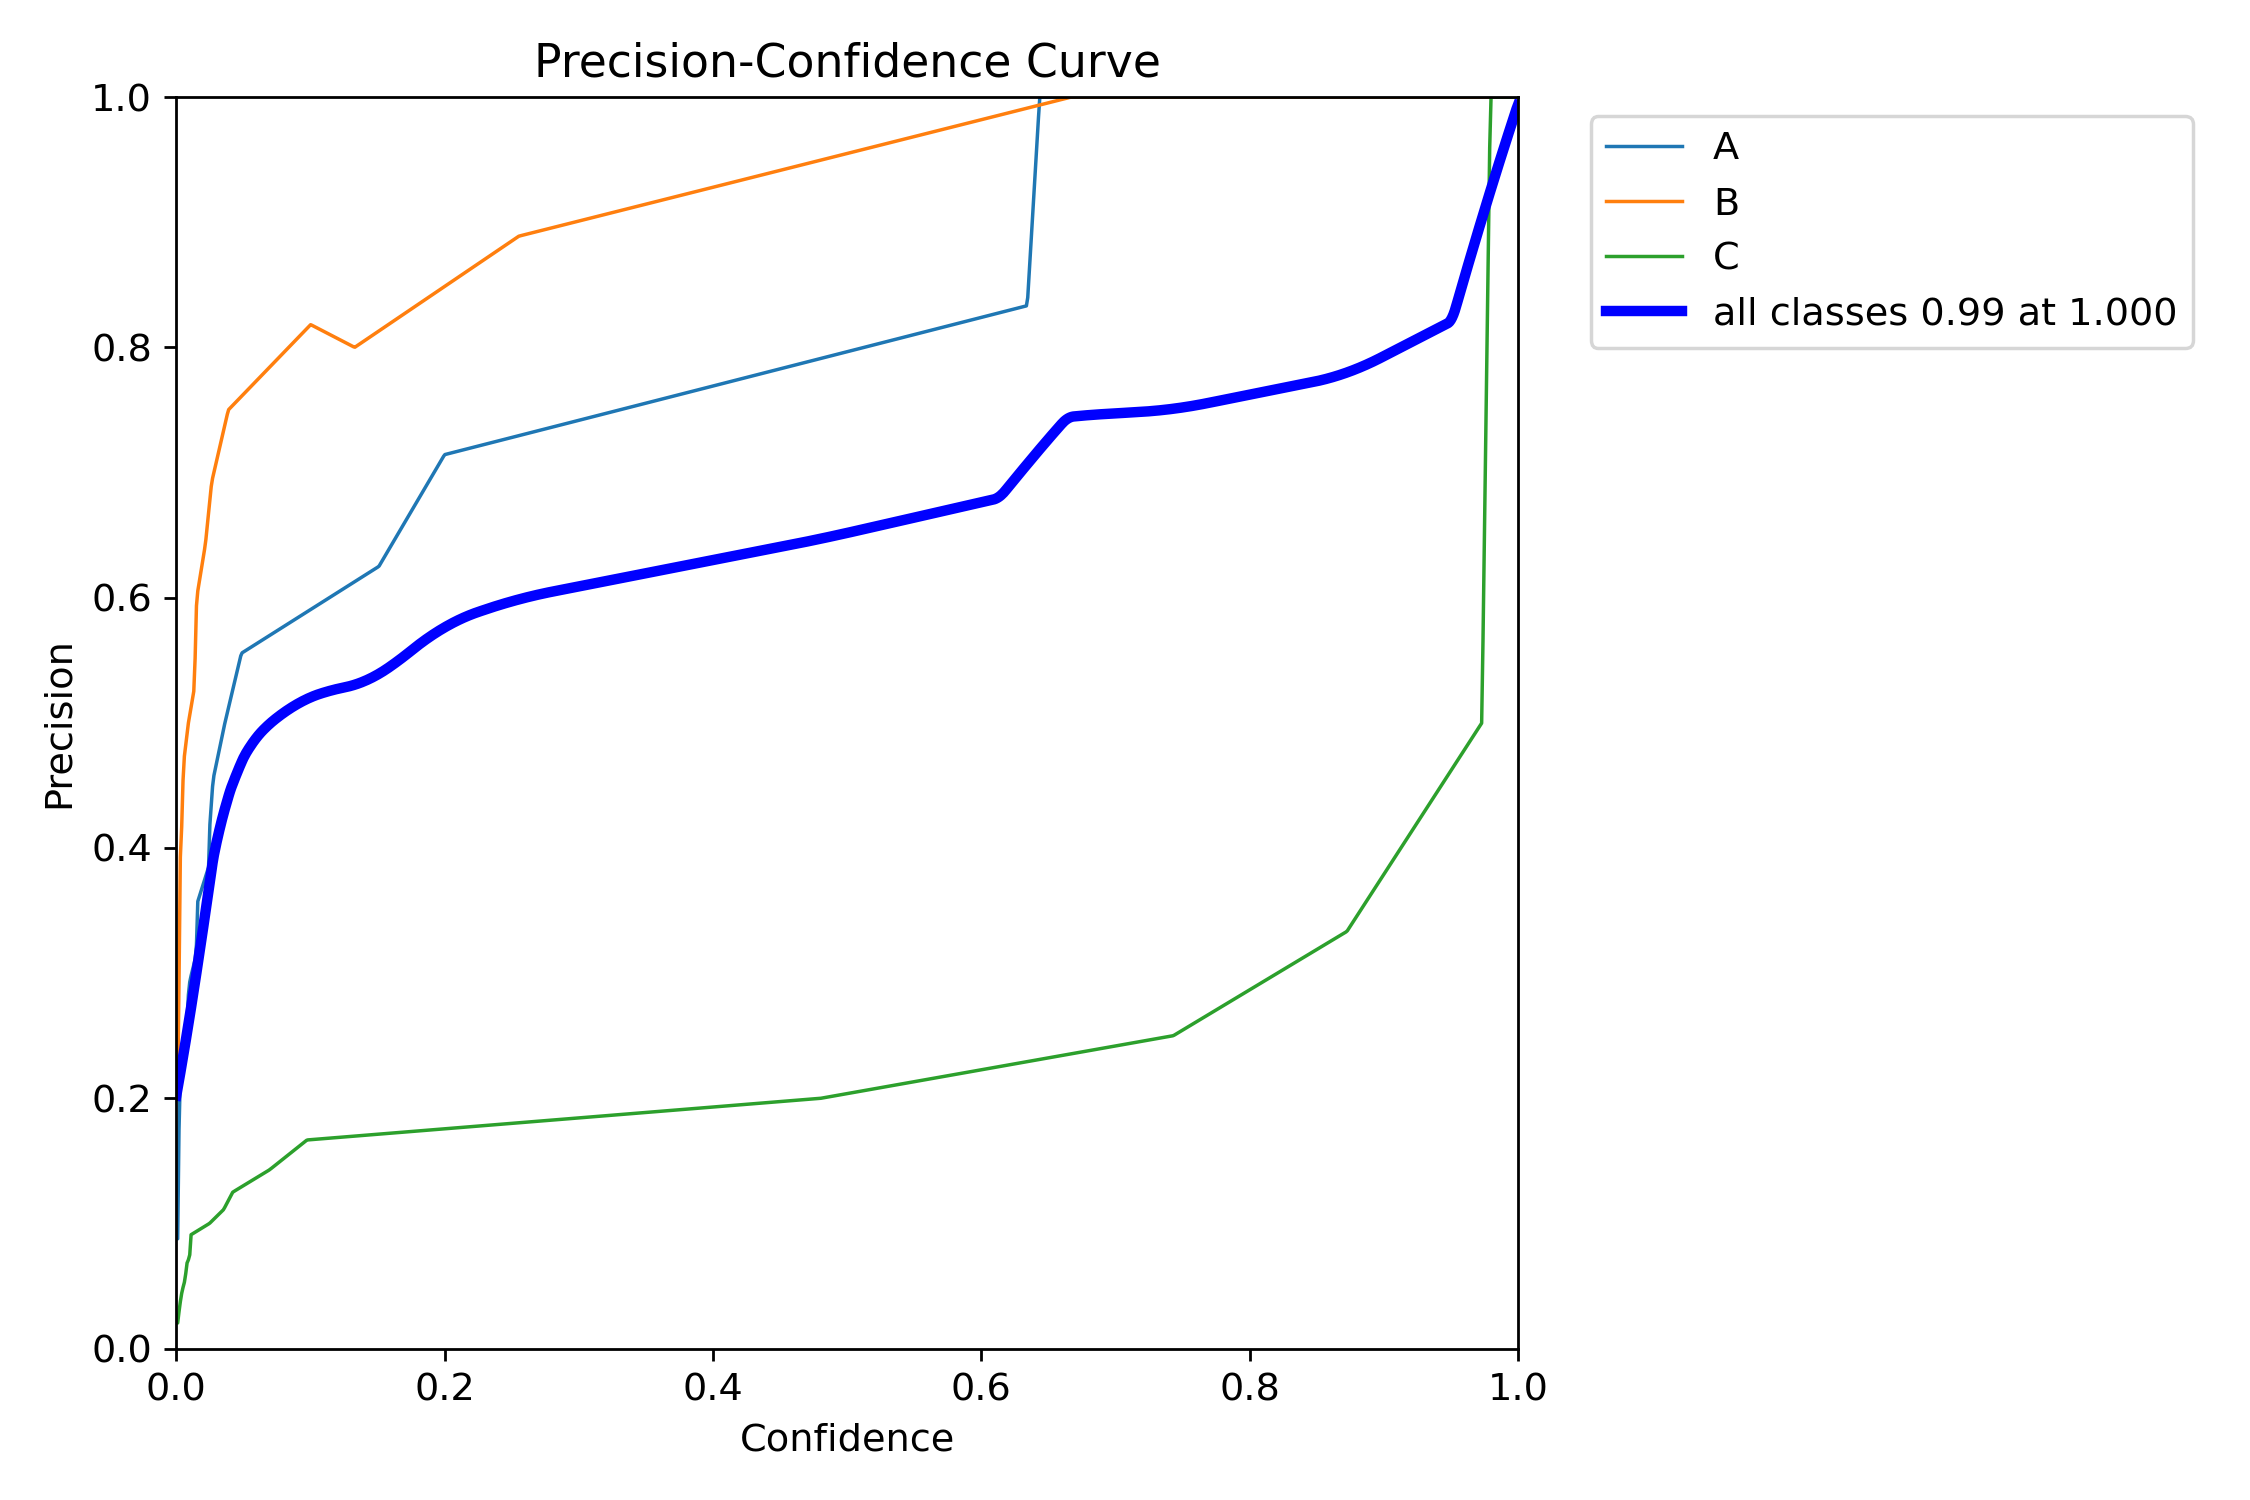 Precision-Confidence Curve
1.0
0.8
0.6
0.4
0.2
0.0
Precision
0.0 0.2 0.4 0.6 0.8 1.0
Confidence
A
B
C
all classes 0.99 at 1.000